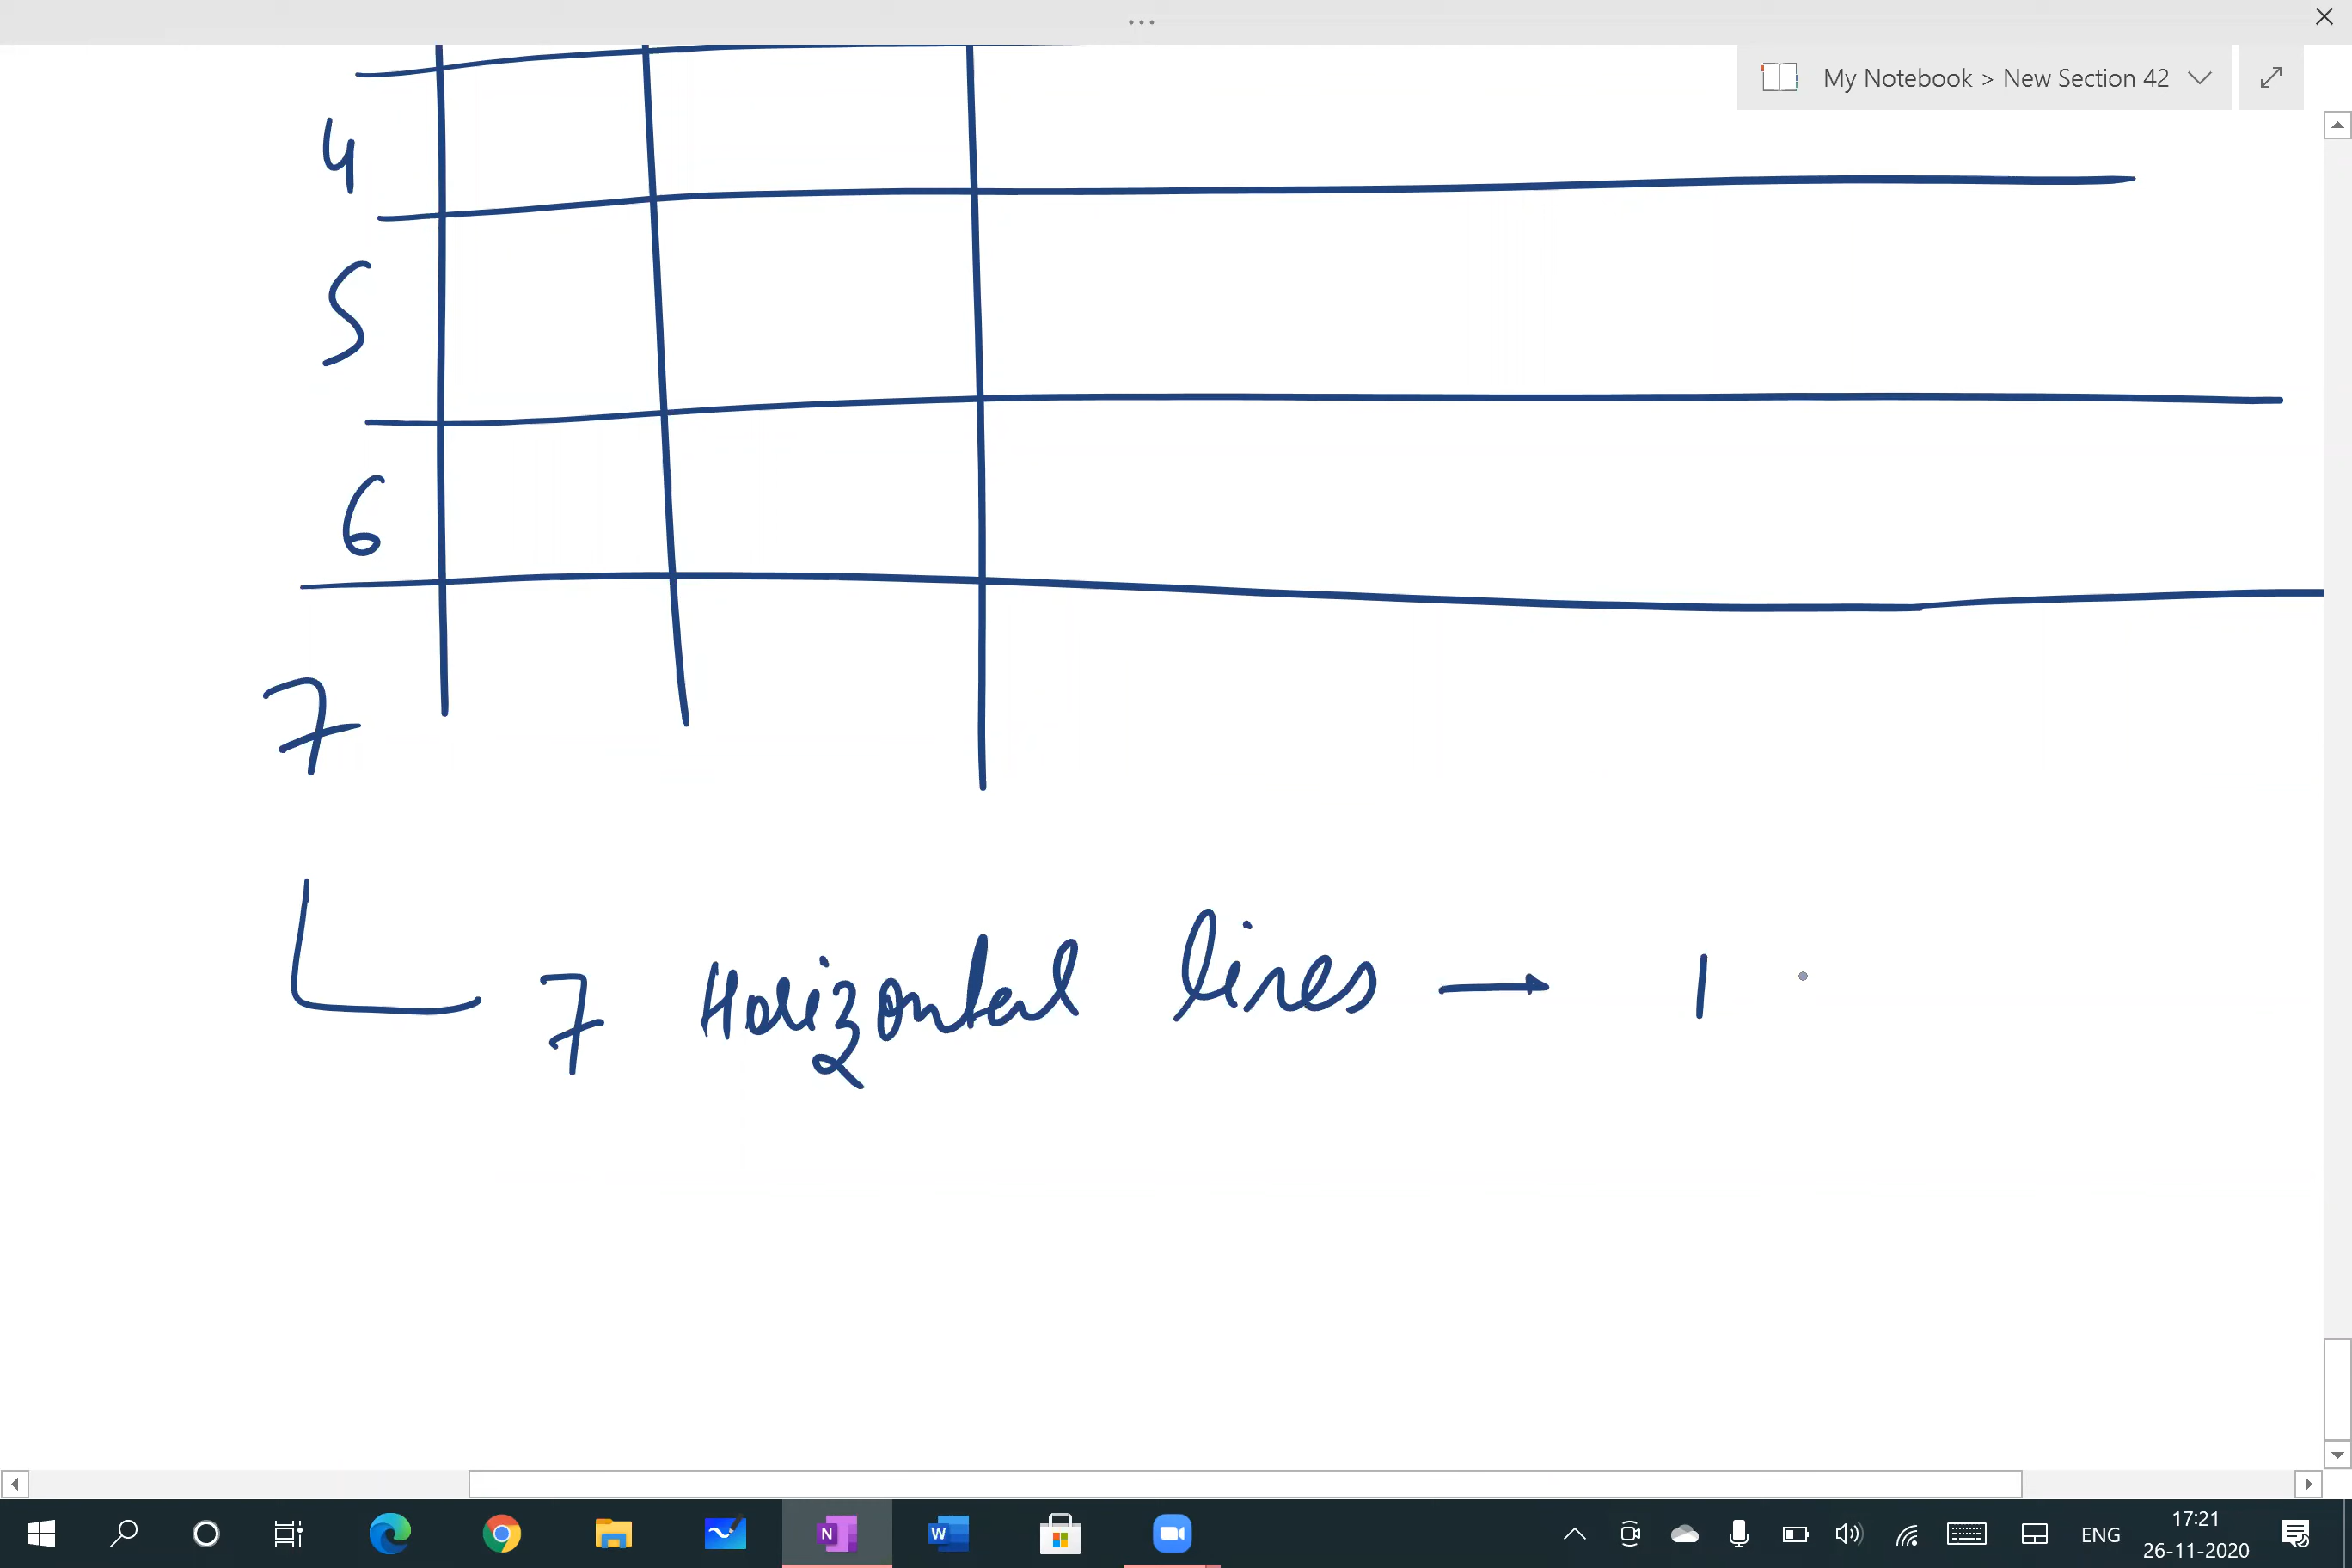 My Notebook > New Section 42
4
5
6
7
7 Horizontal lines → 1
ENG
17:21
26-11-2020